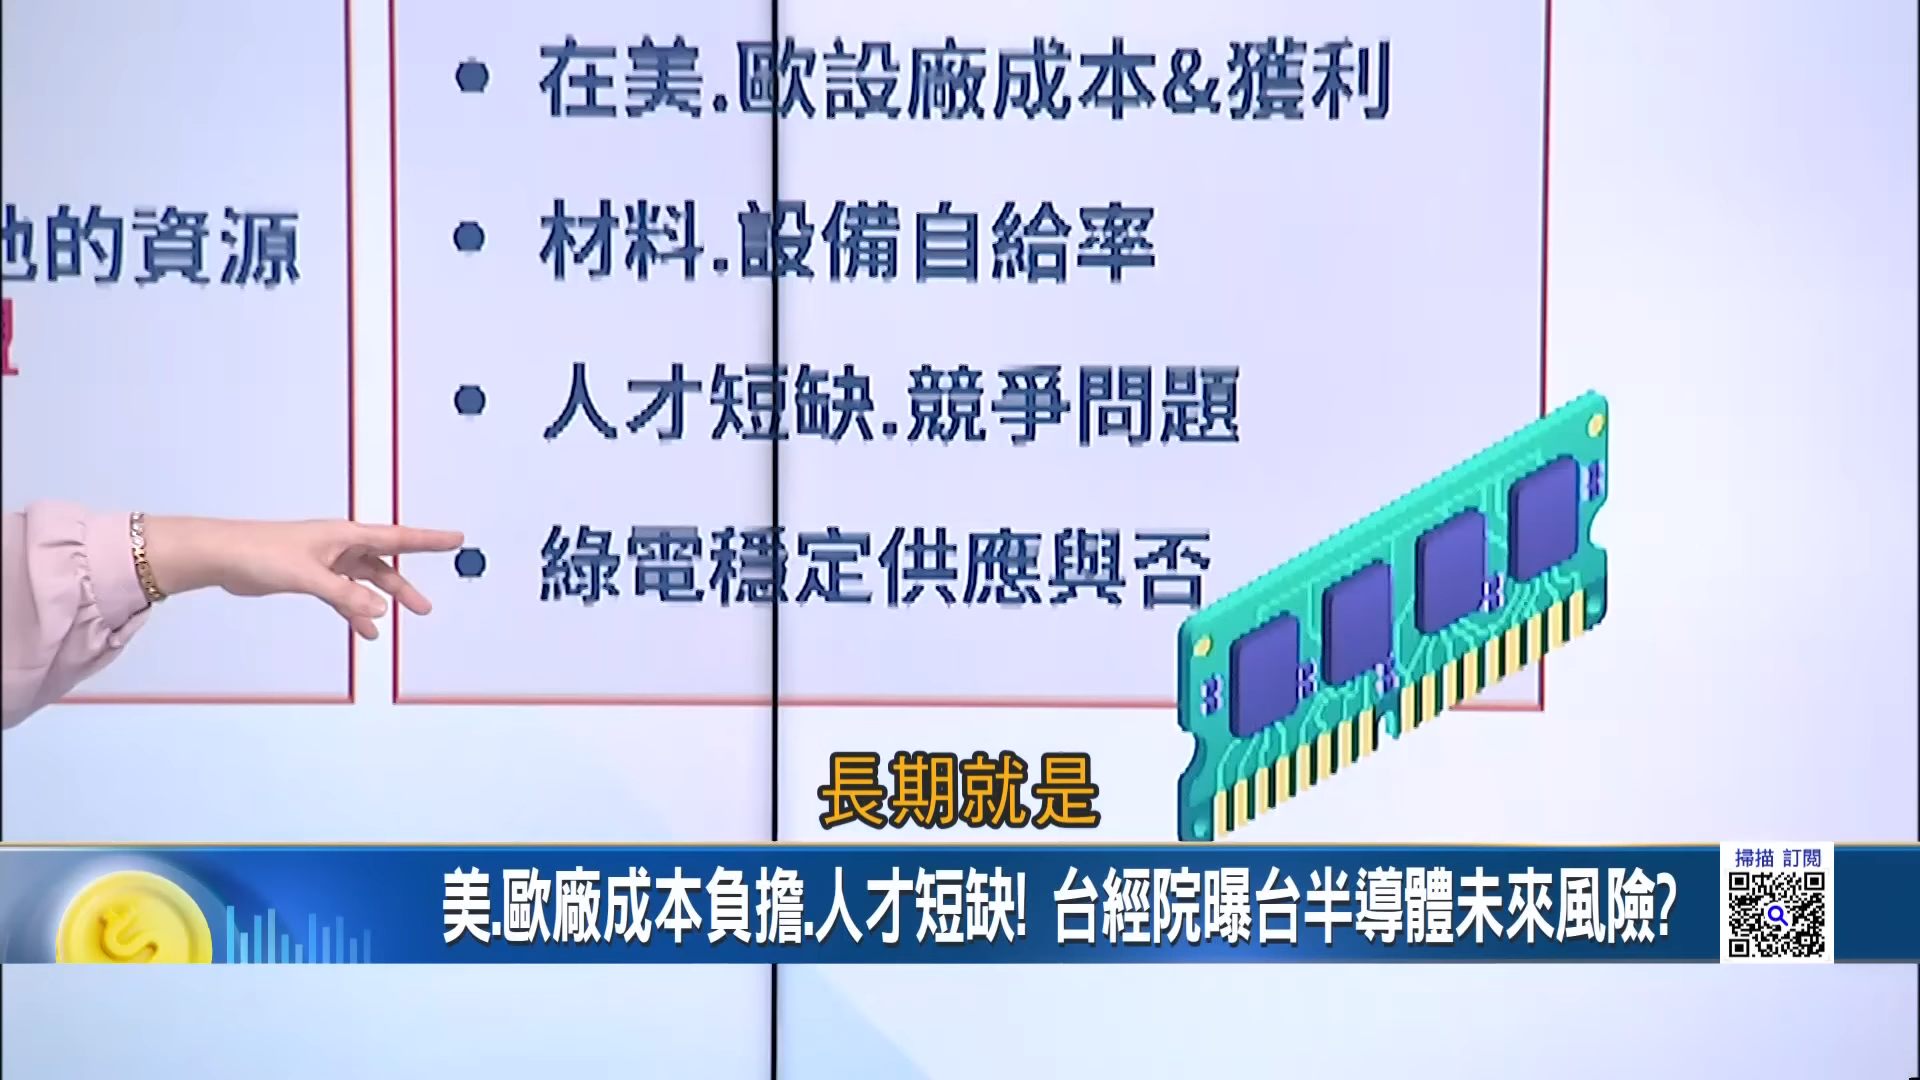 的資源
在美.歐設廠成本&獲利
材料.設備自給率
人才短缺.競爭問題
綠電穩定供應與否
長期就是
美.歐廠成本負擔.人才短缺! 台經院曝台半導體未來風險?
掃描 訂閱